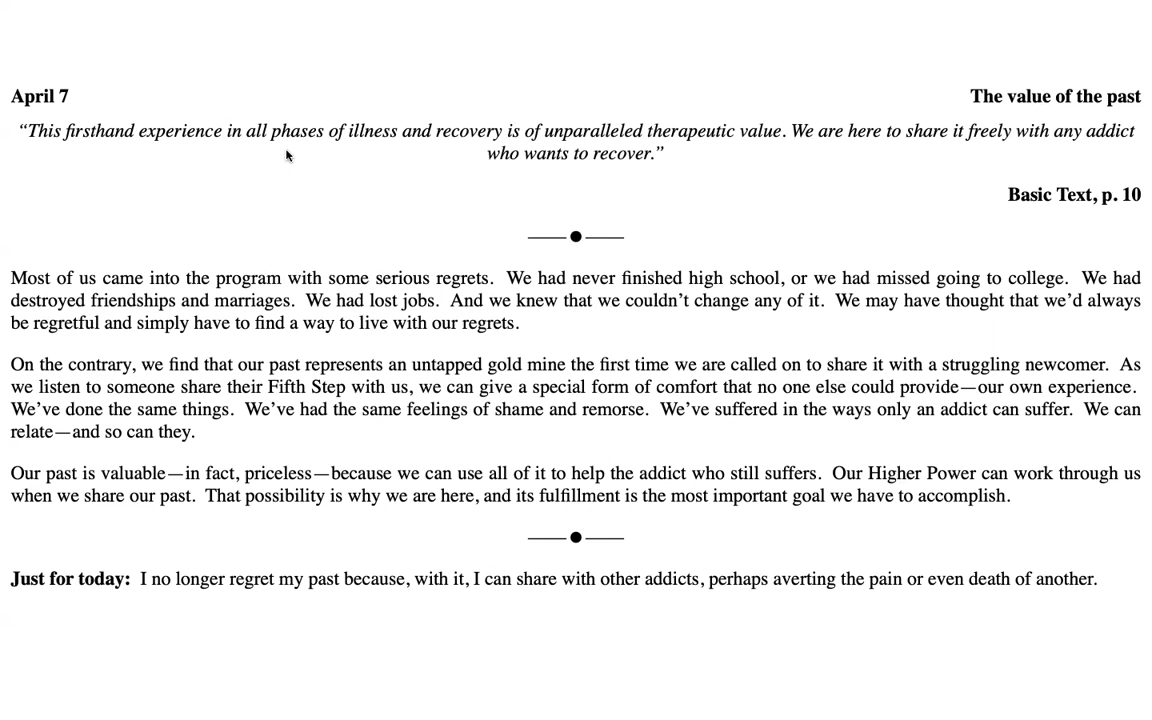 April 7
The value of the past
“This firsthand experience in all phases of illness and recovery is of unparalleled therapeutic value. We are here to share it freely with any addict
who wants to recover.”
Basic Text, p. 10
Most of us came into the program with some serious regrets. We had never finished high school, or we had missed going to college. We had
destroyed friendships and marriages. We had lost jobs. And we knew that we couldn’t change any of it. We may have thought that we’d always
be regretful and simply have to find a way to live with our regrets.
On the contrary, we find that our past represents an untapped gold mine the first time we are called on to share it with a struggling newcomer. As
we listen to someone share their Fifth Step with us, we can give a special form of comfort that no one else could provide—our own experience.
We’ve done the same things. We’ve had the same feelings of shame and remorse. We’ve suffered in the ways only an addict can suffer. We can
relate—and so can they.
Our past is valuable—in fact, priceless—because we can use all of it to help the addict who still suffers. Our Higher Power can work through us
when we share our past. That possibility is why we are here, and its fulfillment is the most important goal we have to accomplish.
Just for today: I no longer regret my past because, with it, I can share with other addicts, perhaps averting the pain or even death of another.